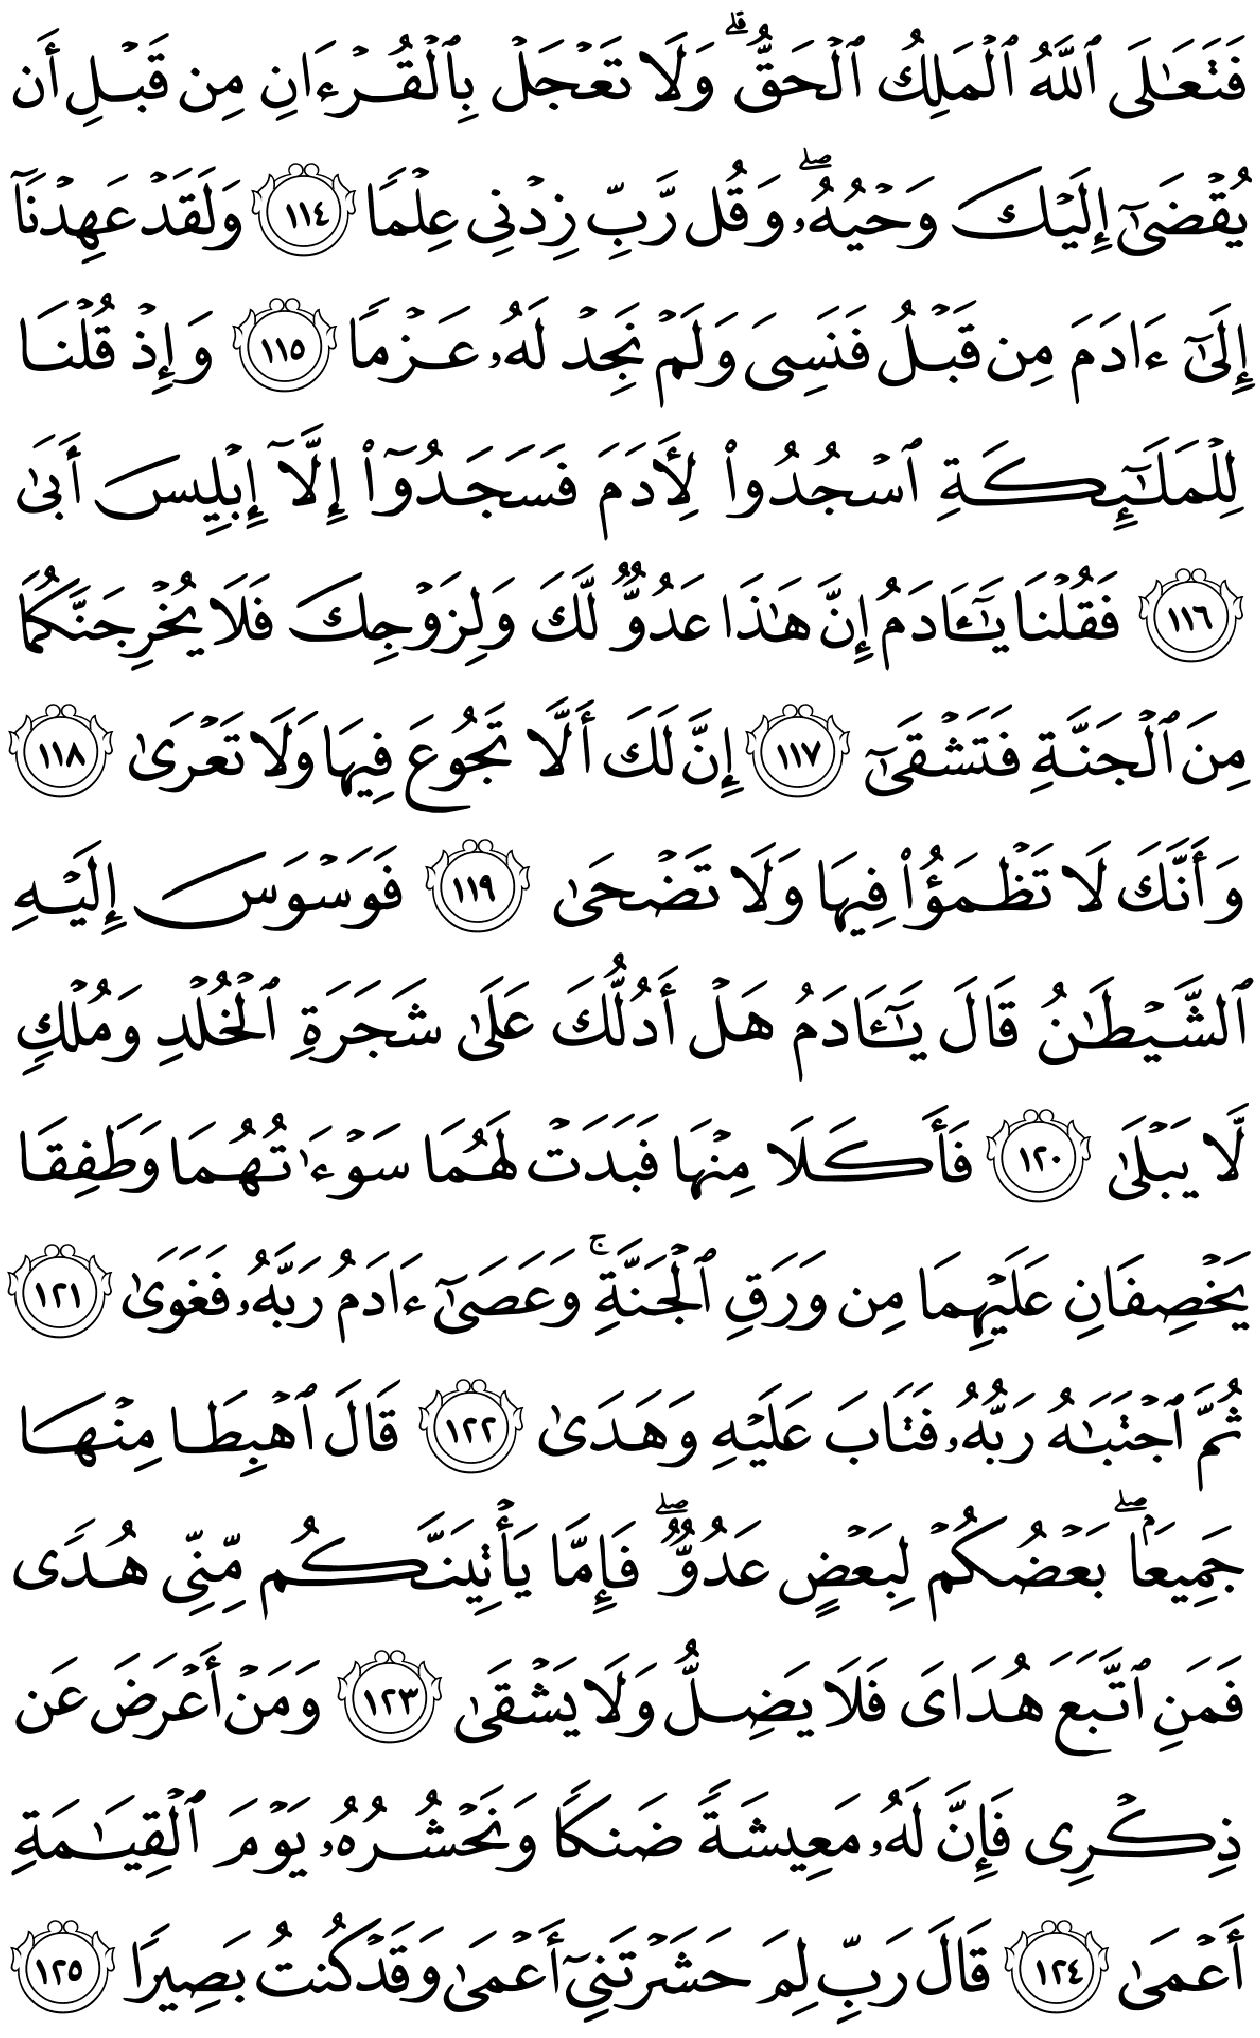 فَتَعَٰلَى ٱللَّهُ ٱلْمَلِكُ ٱلْحَقُّ ۗ وَلَا تَعْجَلْ بِٱلْقُرْءَانِ مِن قَبْلِ أَن
يُقْضَىٰٓ إِلَيْكَ وَحْيُهُۥ ۖ وَقُل رَّبِّ زِدْنِى عِلْمًا ١١٤ وَلَقَدْ عَهِدْنَآ
إِلَىٰٓ ءَادَمَ مِن قَبْلُ فَنَسِىَ وَلَمْ نَجِدْ لَهُۥ عَزْمًا ١١٥ وَإِذْ قُلْنَا
لِلْمَلَٰٓئِكَةِ ٱسْجُدُوا۟ لِءَادَمَ فَسَجَدُوٓا۟ إِلَّآ إِبْلِيسَ أَبَىٰ
١١٦ فَقُلْنَا يَٰٓـَٔادَمُ إِنَّ هَٰذَا عَدُوٌّ لَّكَ وَلِزَوْجِكَ فَلَا يُخْرِجَنَّكُمَا
مِنَ ٱلْجَنَّةِ فَتَشْقَىٰٓ ١١٧ إِنَّ لَكَ أَلَّا تَجُوعَ فِيهَا وَلَا تَعْرَىٰ ١١٨
وَأَنَّكَ لَا تَظْمَؤُا۟ فِيهَا وَلَا تَضْحَىٰ ١١٩ فَوَسْوَسَ إِلَيْهِ
ٱلشَّيْطَٰنُ قَالَ يَٰٓـَٔادَمُ هَلْ أَدُلُّكَ عَلَىٰ شَجَرَةِ ٱلْخُلْدِ وَمُلْكٍ
لَّا يَبْلَىٰ ١٢٠ فَأَكَلَا مِنْهَا فَبَدَتْ لَهُمَا سَوْءَٰتُهُمَا وَطَفِقَا
يَخْصِفَانِ عَلَيْهِمَا مِن وَرَقِ ٱلْجَنَّةِ ۚ وَعَصَىٰٓ ءَادَمُ رَبَّهُۥ فَغَوَىٰ ١٢١
ثُمَّ ٱجْتَبَٰهُ رَبُّهُۥ فَتَابَ عَلَيْهِ وَهَدَىٰ ١٢٢ قَالَ ٱهْبِطَا مِنْهَا
جَمِيعًۢا ۖ بَعْضُكُمْ لِبَعْضٍ عَدُوٌّ ۖ فَإِمَّا يَأْتِيَنَّكُم مِّنِّى هُدًى
فَمَنِ ٱتَّبَعَ هُدَاىَ فَلَا يَضِلُّ وَلَا يَشْقَىٰ ١٢٣ وَمَنْ أَعْرَضَ عَن
ذِكْرِى فَإِنَّ لَهُۥ مَعِيشَةً ضَنكًا وَنَحْشُرُهُۥ يَوْمَ ٱلْقِيَٰمَةِ
أَعْمَىٰ ١٢٤ قَالَ رَبِّ لِمَ حَشَرْتَنِىٓ أَعْمَىٰ وَقَدْ كُنتُ بَصِيرًا ١٢٥